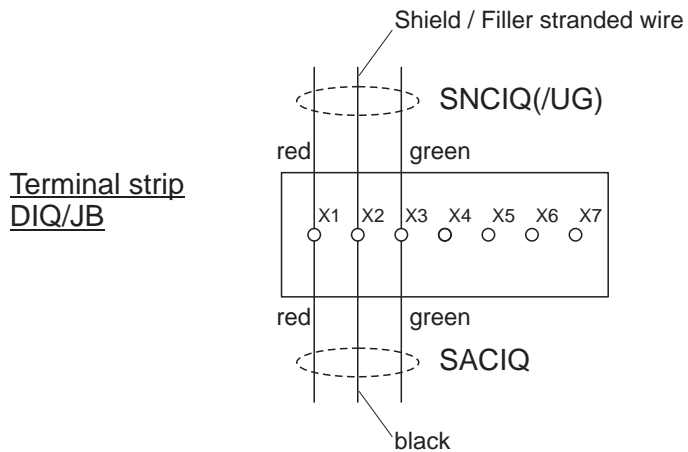 Shield / Filler stranded wire
SNCIQ(/UG)
red green
Terminal strip
DIQ/JB
X1 X2 X3 X4 X5 X6 X7
red green
SACIQ
black